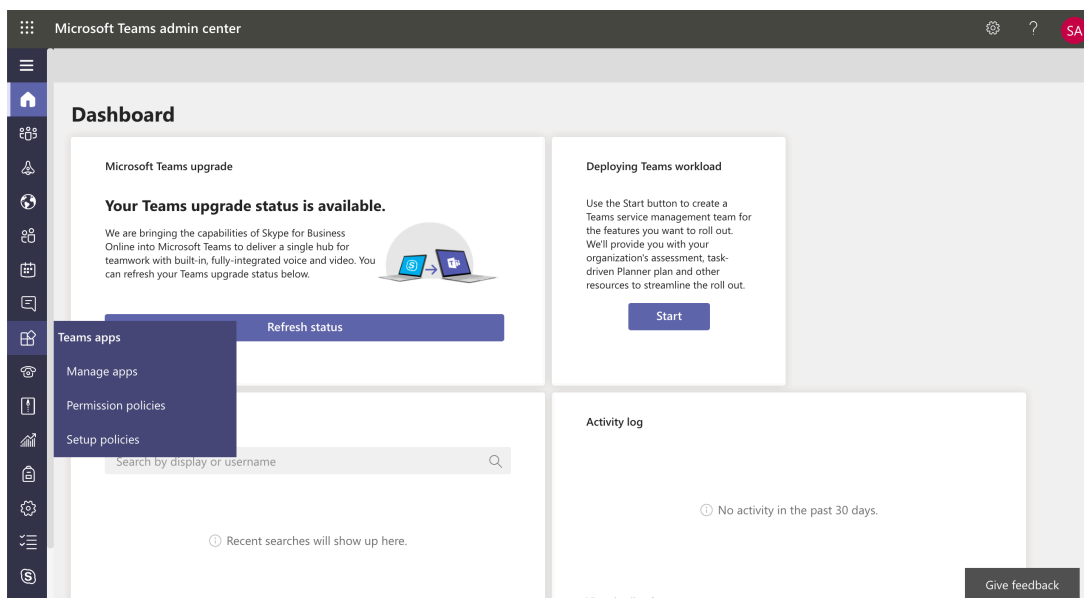 Microsoft Teams admin center
?
SA
Dashboard
Microsoft Teams upgrade
Your Teams upgrade status is available.
We are bringing the capabilities of Skype for Business
Online into Microsoft Teams to deliver a single hub for
teamwork with built-in, fully-integrated voice and video. You
can refresh your Teams upgrade status below.
Refresh status
Deploying Teams workload
Use the Start button to create a
Teams service management team for
the features you want to roll out.
We'll provide you with your
organization's assessment, task-
driven Planner plan and other
resources to streamline the roll out.
Start
Teams apps
Manage apps
Permission policies
Setup policies
Search by display or username
Recent searches will show up here.
Activity log
No activity in the past 30 days.
Give feedback